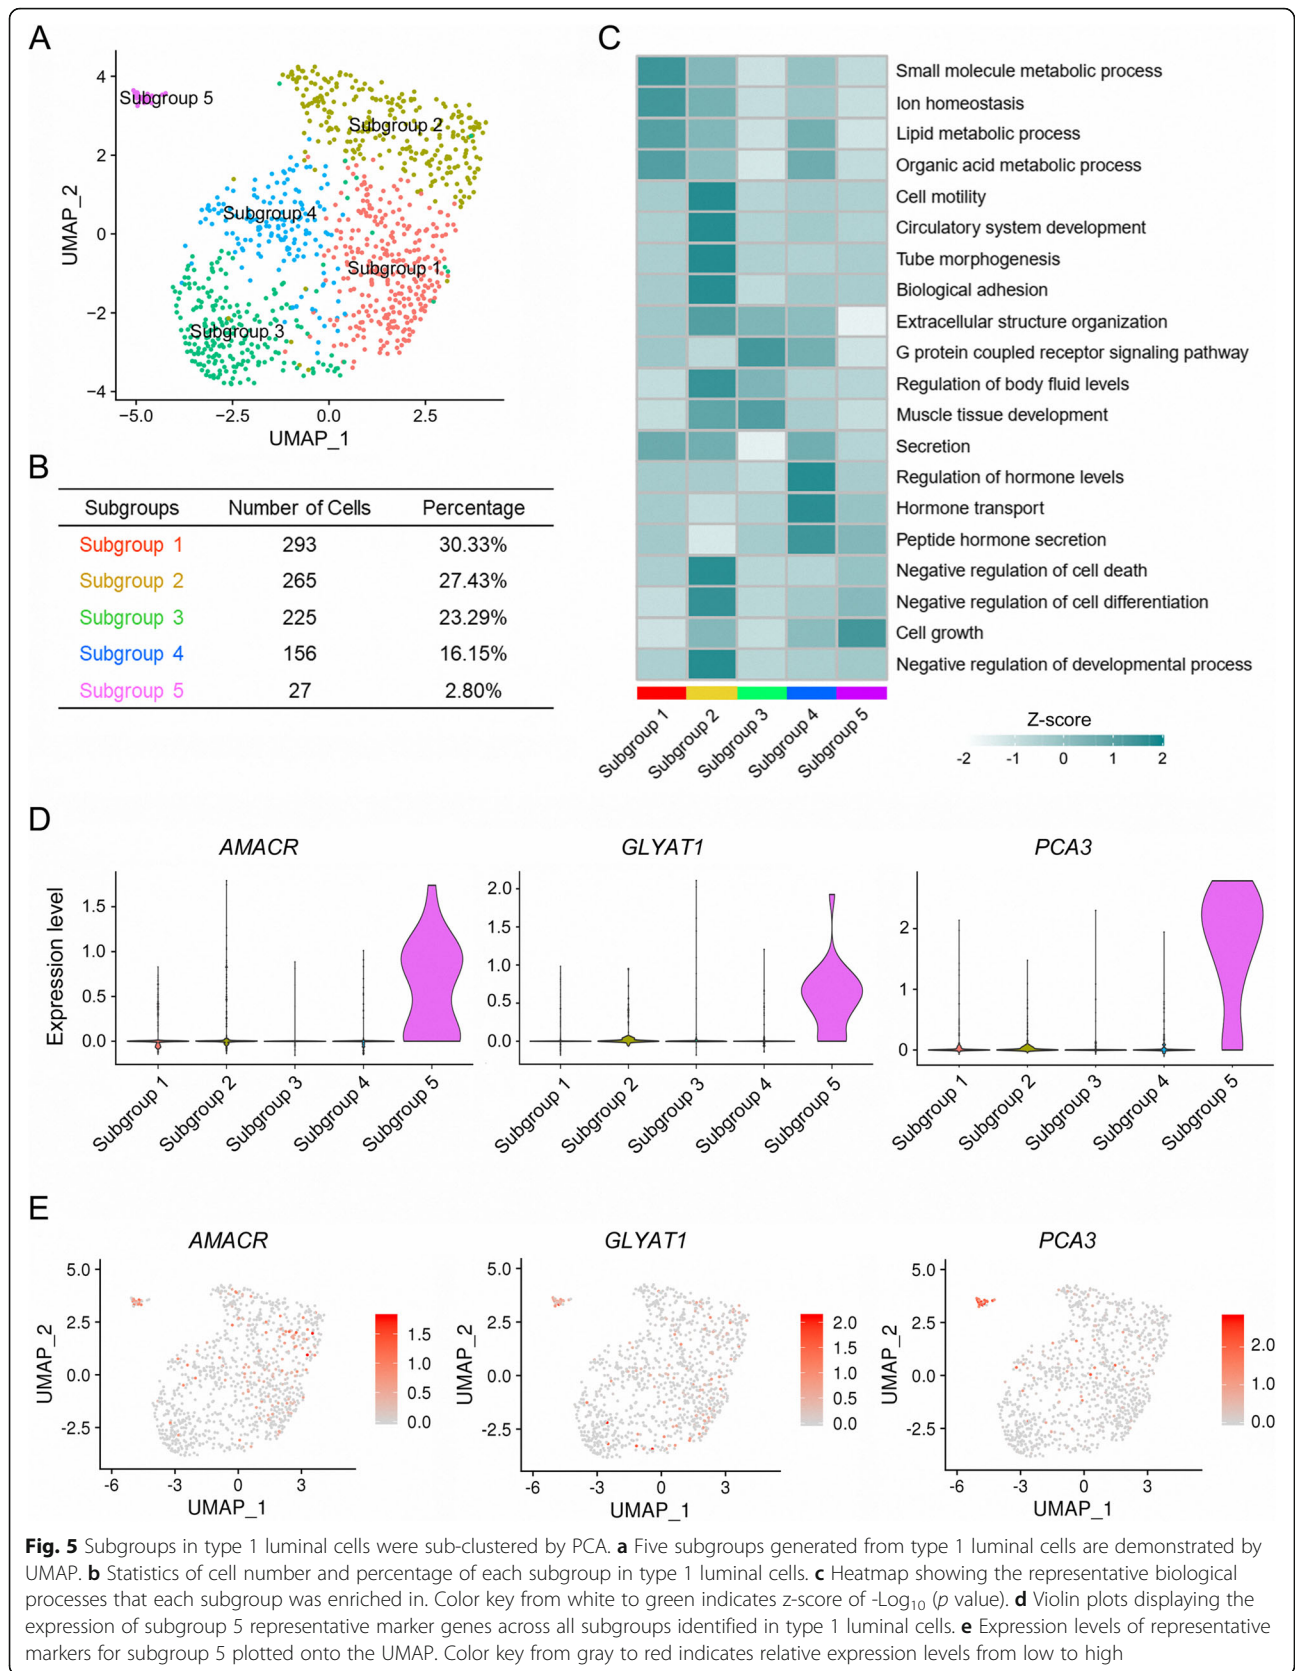 A
4
2
0
−2
−4
−5.0
−2.5
0.0
2.5
UMAP_2
UMAP_1
Subgroup 5
Subgroup 2
Subgroup 4
Subgroup 1
Subgroup 3
B
Subgroups Number of Cells Percentage
Subgroup 1 293 30.33%
Subgroup 2 265 27.43%
Subgroup 3 225 23.29%
Subgroup 4 156 16.15%
Subgroup 5 27 2.80%
C
Small molecule metabolic process
Ion homeostasis
Lipid metabolic process
Organic acid metabolic process
Cell motility
Circulatory system development
Tube morphogenesis
Biological adhesion
Extracellular structure organization
G protein coupled receptor signaling pathway
Regulation of body fluid levels
Muscle tissue development
Secretion
Regulation of hormone levels
Hormone transport
Peptide hormone secretion
Negative regulation of cell death
Negative regulation of cell differentiation
Cell growth
Negative regulation of developmental process
Subgroup 1
Subgroup 2
Subgroup 3
Subgroup 4
Subgroup 5
Z-score
-2 -1 0 1 2
D
AMACR
Expression level
1.5
1.0
0.5
0.0
Subgroup 1
Subgroup 2
Subgroup 3
Subgroup 4
Subgroup 5
GLYAT1
2.0
1.5
1.0
0.5
0.0
Subgroup 1
Subgroup 2
Subgroup 3
Subgroup 4
Subgroup 5
PCA3
2
1
0
Subgroup 1
Subgroup 2
Subgroup 3
Subgroup 4
Subgroup 5
E
AMACR
UMAP_2
5.0
2.5
0.0
-2.5
-6 -3 0 3
UMAP_1
1.5
1.0
0.5
0.0
GLYAT1
UMAP_2
5.0
2.5
0.0
-2.5
-6 -3 0 3
UMAP_1
2.0
1.5
1.0
0.5
0.0
PCA3
UMAP_2
5.0
2.5
0.0
-2.5
-6 -3 0 3
UMAP_1
2.0
1.0
0.0
Fig. 5 Subgroups in type 1 luminal cells were sub-clustered by PCA. a Five subgroups generated from type 1 luminal cells are demonstrated by
UMAP. b Statistics of cell number and percentage of each subgroup in type 1 luminal cells. c Heatmap showing the representative biological
processes that each subgroup was enriched in. Color key from white to green indicates z-score of -Log10 (p value). d Violin plots displaying the
expression of subgroup 5 representative marker genes across all subgroups identified in type 1 luminal cells. e Expression levels of representative
markers for subgroup 5 plotted onto the UMAP. Color key from gray to red indicates relative expression levels from low to high